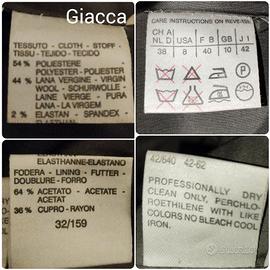 Giacca
TESSUTO - CLOTH - STOFF -
TISSU - TEJIDO - TECIDO
54 % POLIESTERE -
POLYESTER - POLYESTER
44 % LANA VERGINE - VIRGIN
WOOL - SCHURWOLLE -
LAINE VIERGE - PURA
LANA - LA VIRGEM
2 % ELASTAN - SPANDEX
CARE INSTRUCTIONS ON REVERSE
CH A NL D USA F B GB J I
38 8 40 10 42
ELASTHANNE-ELASTANO
FODERA - LINING - FUTTER -
DOUBLURE - FORRO
64 % ACETATO - ACETATE -
ACETAT
36 % CUPRO - RAYON
32/159
42/640 42-62
PROFESSIONALLY DRY
CLEAN ONLY, PERCHLO-
ROETHILENE WITH LIKE
COLORS NO BLEACH COOL
IRON.